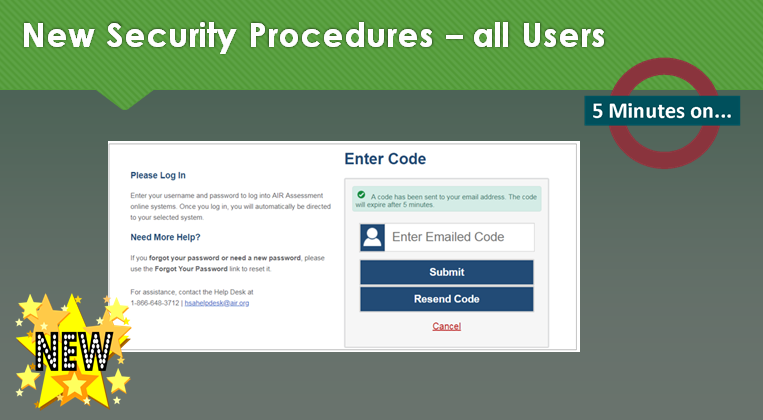 New Security Procedures – all Users
5 Minutes on...
Please Log In
Enter your username and password to log into AIR Assessment
online systems. Once you log in, you will automatically be directed
to your selected system.
Need More Help?
If you forgot your password or need a new password, please
use the Forgot Your Password link to reset it.
For assistance, contact the Help Desk at
1-866-648-3712 | hsahelpdesk@air.org
Enter Code
A code has been sent to your email address. The code
will expire after 5 minutes.
Enter Emailed Code
Submit
Resend Code
Cancel
NEW